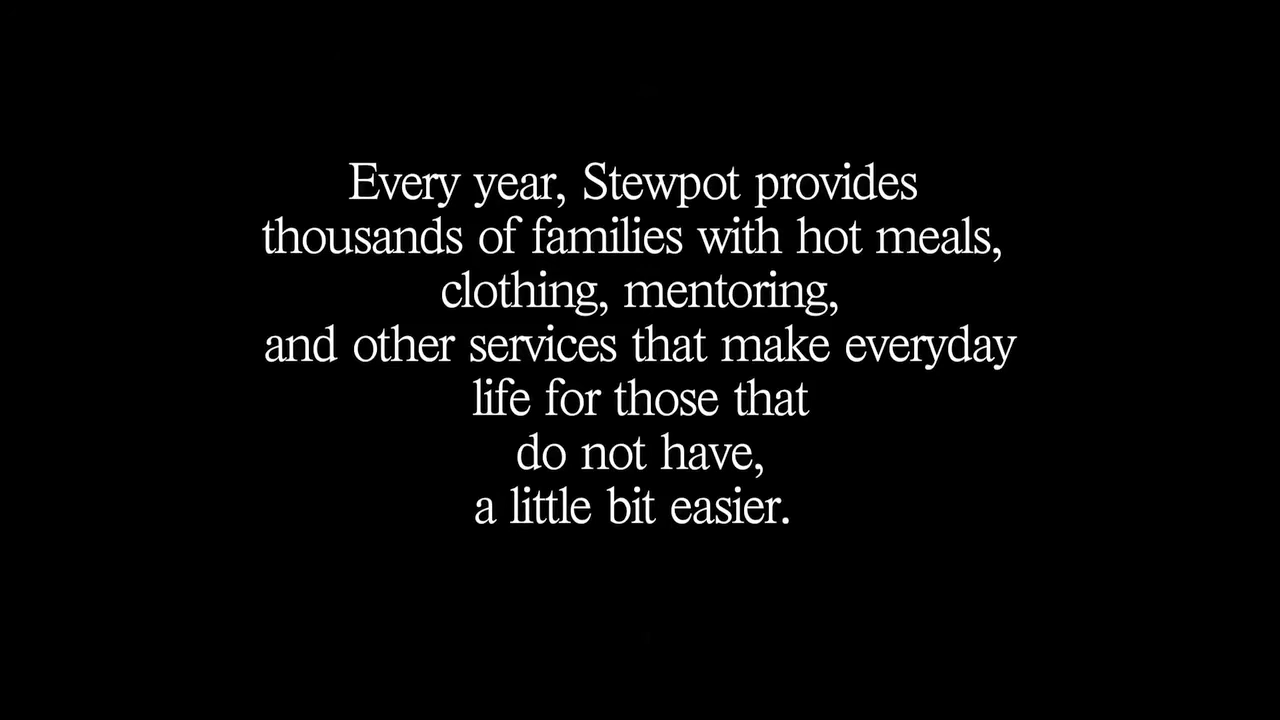 Every year, Stewpot provides
thousands of families with hot meals,
clothing, mentoring,
and other services that make everyday
life for those that
do not have,
a little bit easier.